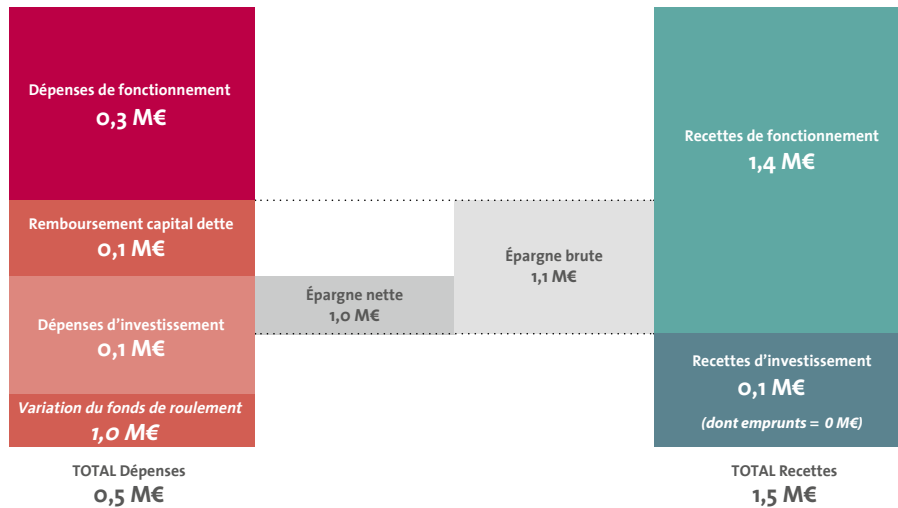 Dépenses de fonctionnement
0,3 M€
Remboursement capital dette
0,1 M€
Dépenses d'investissement
0,1 M€
Variation du fonds de roulement
1,0 M€
TOTAL Dépenses
0,5 M€
Épargne nette
1,0 M€
Épargne brute
1,1 M€
Recettes de fonctionnement
1,4 M€
Recettes d'investissement
0,1 M€
(dont emprunts = 0 M€)
TOTAL Recettes
1,5 M€